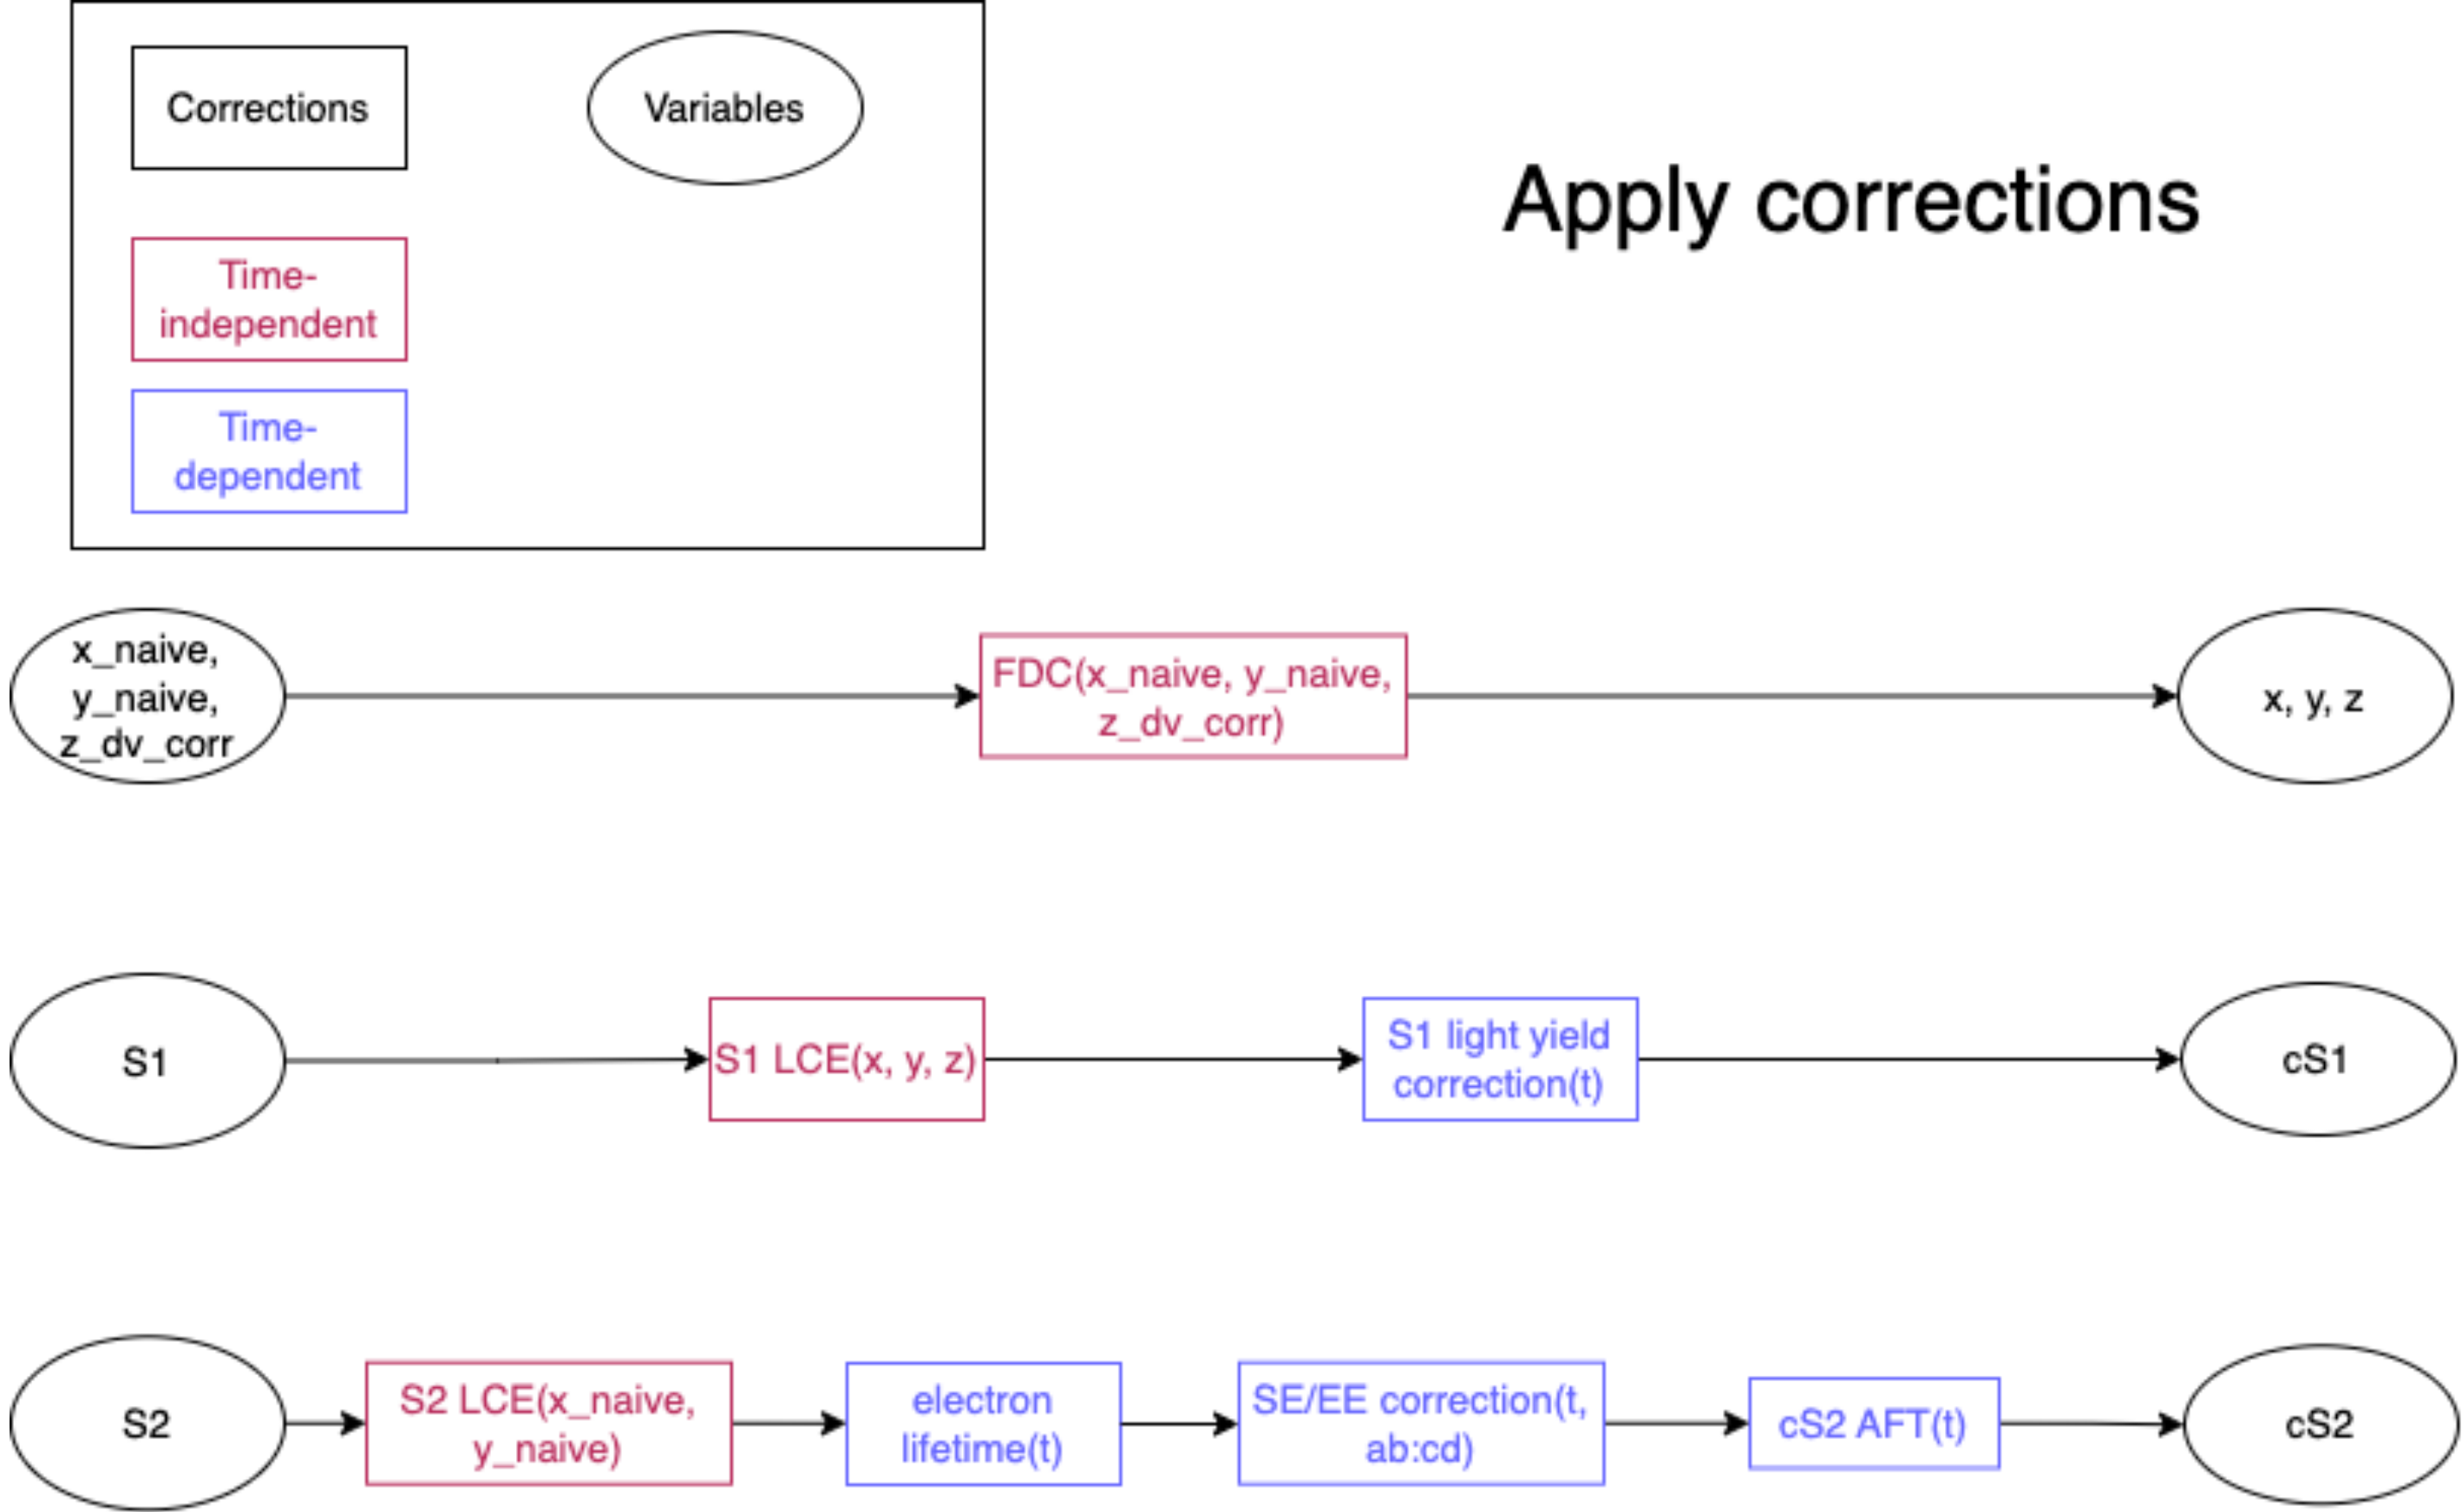 Corrections
Variables
Apply corrections
Time-
independent
Time-
dependent
x_naive,
y_naive,
z_dv_corr
FDC(x_naive, y_naive,
z_dv_corr)
x, y, z
S1
S1 LCE(x, y, z)
S1 light yield
correction(t)
cS1
S2
S2 LCE(x_naive,
y_naive)
electron
lifetime(t)
SE/EE correction(t,
ab:cd)
cS2 AFT(t)
cS2